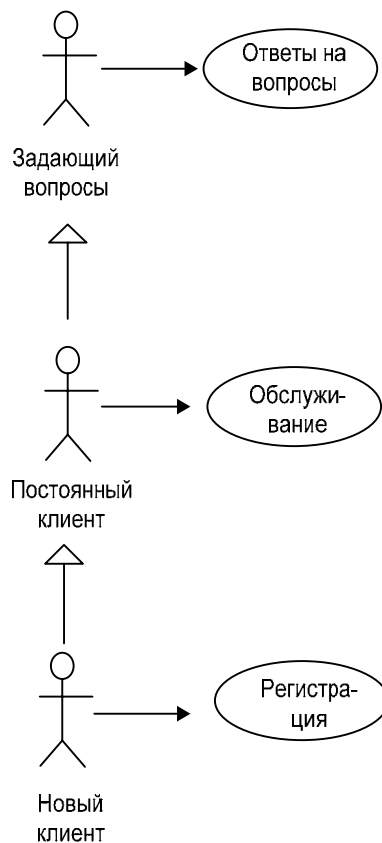 Ответы на
вопросы
Задающий
вопросы
Обслужи-
вание
Постоянный
клиент
Регистра-
ция
Новый
клиент